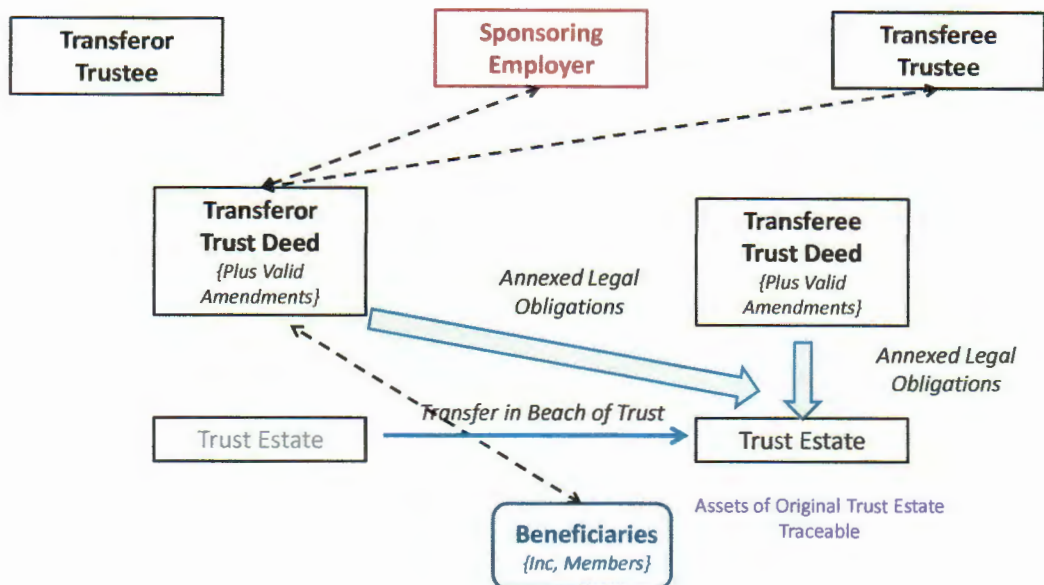 Transferor
Trustee
Sponsoring
Employer
Transferee
Trustee
Transferor
Trust Deed
{Plus Valid
Amendments}
Transferee
Trust Deed
{Plus Valid
Amendments}
Annexed Legal
Obligations
Annexed Legal
Obligations
Transfer in Beach of Trust
Trust Estate
Trust Estate
Assets of Original Trust Estate
Traceable
Beneficiaries
{Inc, Members}